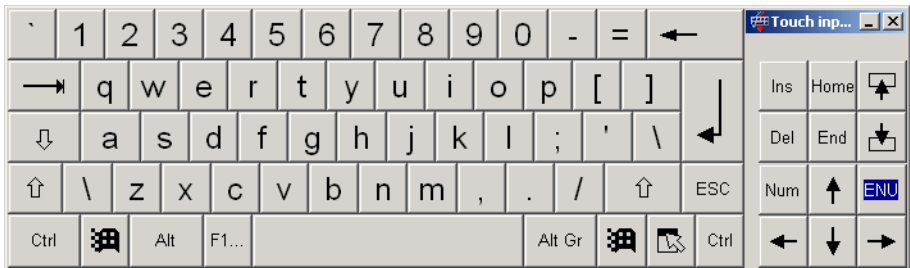 ` 1 2 3 4 5 6 7 8 9 0 - =
Touch inp...
q w e r t y u i o p [ ]
Ins Home
a s d f g h j k l ; ' \
Del End
\ z x c v b n m , . / ESC
Num ENU
Ctrl Alt F1... Alt Gr Ctrl